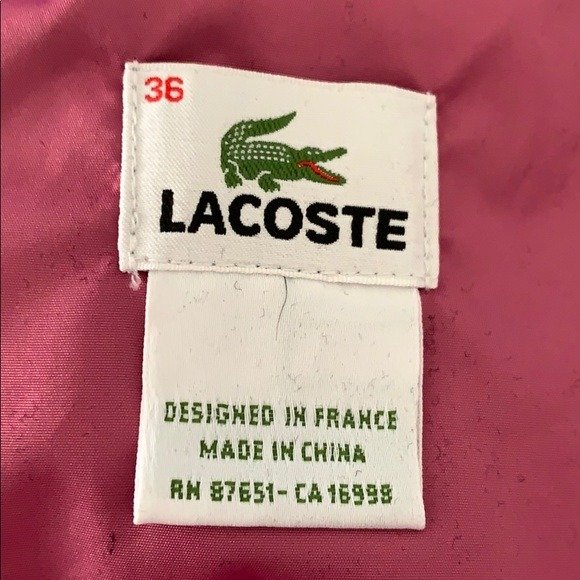 36
LACOSTE
DESIGNED IN FRANCE
MADE IN CHINA
RN 87651-CA 16998